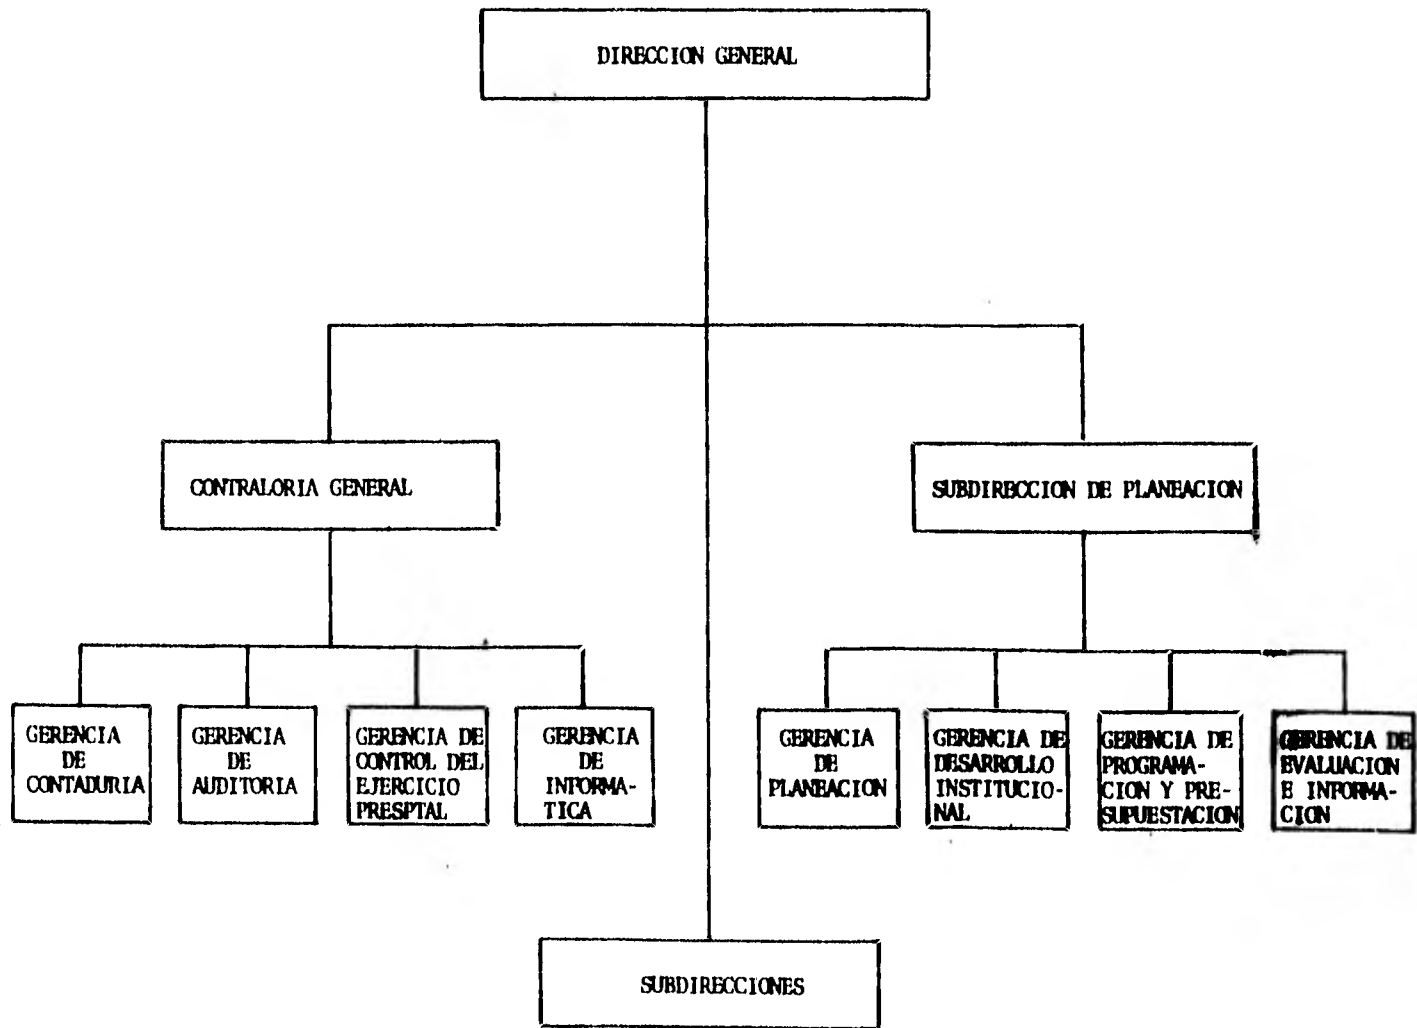 DIRECCION GENERAL
CONTRALORIA GENERAL
SUBDIRECCION DE PLANEACION
GERENCIA
DE
CONTADURIA
GERENCIA
DE
AUDITORIA
GERENCIA DE
CONTROL DEL
EJERCICIO
PRESPTAL
GERENCIA
DE
INFORMA-
TICA
GERENCIA
DE
PLANEACION
GERENCIA DE
DESARROLLO
INSTITUCIO-
NAL
GERENCIA DE
PROGRAMA-
CION Y PRE-
SUPUESTACION
GERENCIA DE
EVALUACION
E INFORMA-
CION
SUBDIRECCIONES